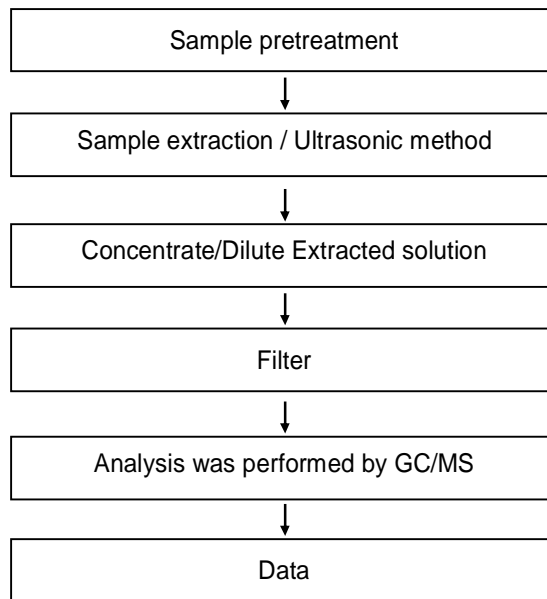 Sample pretreatment
Sample extraction / Ultrasonic method
Concentrate/Dilute Extracted solution
Filter
Analysis was performed by GC/MS
Data